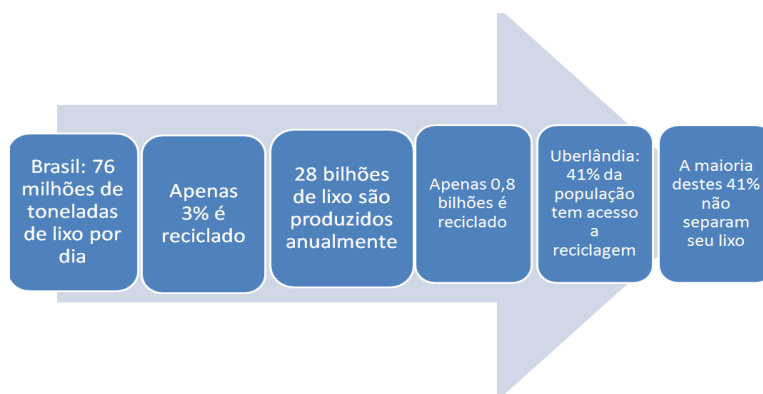 Brasil: 76
milhões de
toneladas
de lixo por
dia
Apenas
3% é
reciclado
28 bilhões
de lixo são
produzidos
anualmente
Apenas 0,8
bilhões é
reciclado
Uberlândia:
41% da
população
tem acesso
a
reciclagem
A maioria
destes 41%
não
separam
seu lixo